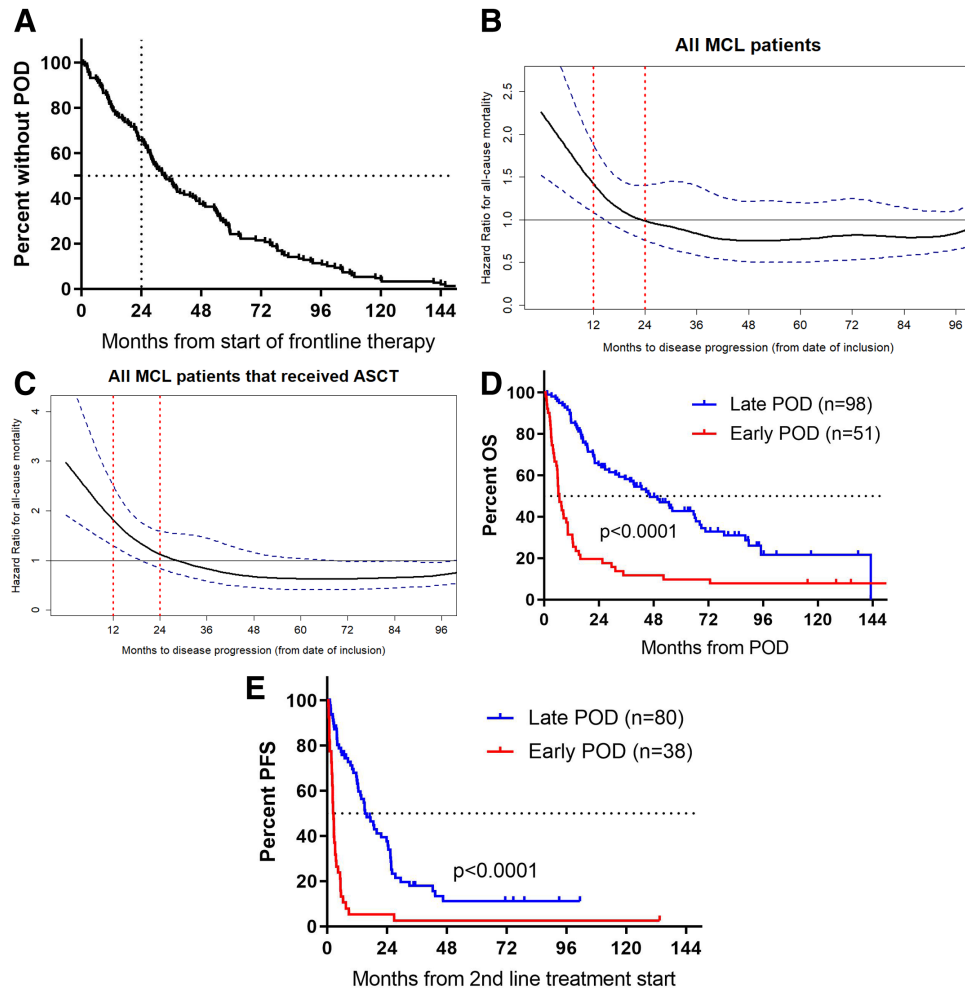 A
Percent without POD
100
80
60
40
20
0
0 24 48 72 96 120 144
Months from start of frontline therapy
B
All MCL patients
Hazard Ratio for all-cause mortality
2.5
2.0
1.5
1.0
0.5
0.0
12 24 36 48 60 72 84 96
Months to disease progression (from date of inclusion)
C
All MCL patients that received ASCT
Hazard Ratio for all-cause mortality
4
3
2
1
0
12 24 36 48 60 72 84 96
Months to disease progression (from date of inclusion)
D
Percent OS
100
80
60
40
20
0
Late POD (n=98)
Early POD (n=51)
p<0.0001
0 24 48 72 96 120 144
Months from POD
E
Percent PFS
100
80
60
40
20
0
Late POD (n=80)
Early POD (n=38)
p<0.0001
0 24 48 72 96 120 144
Months from 2nd line treatment start